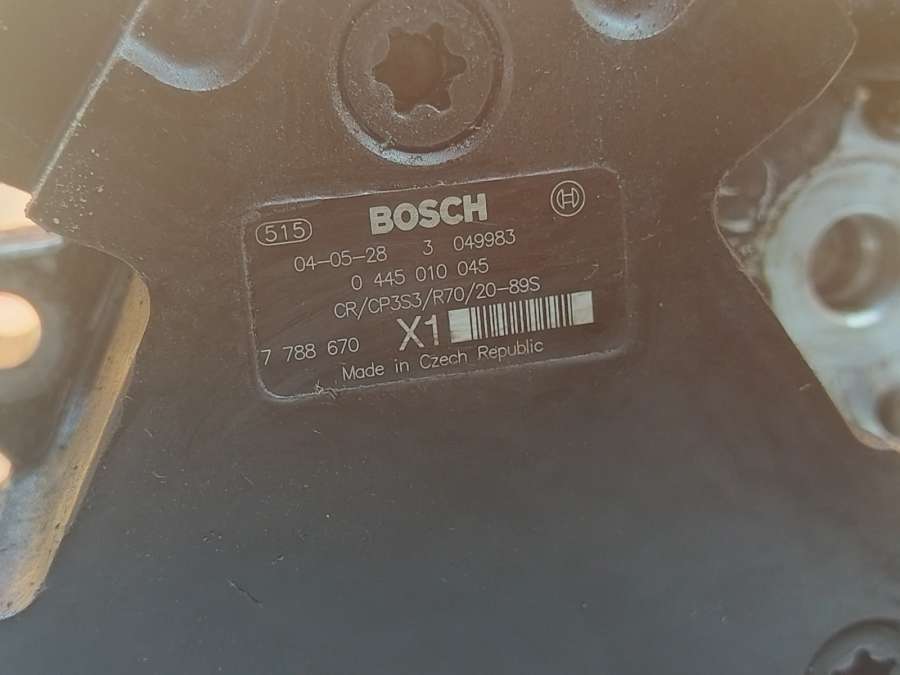 515 BOSCH
04-05-28 3 049983
0 445 010 045
CR/CP3S3/R70/20-89S
7 788 670 X1
Made in Czech Republic